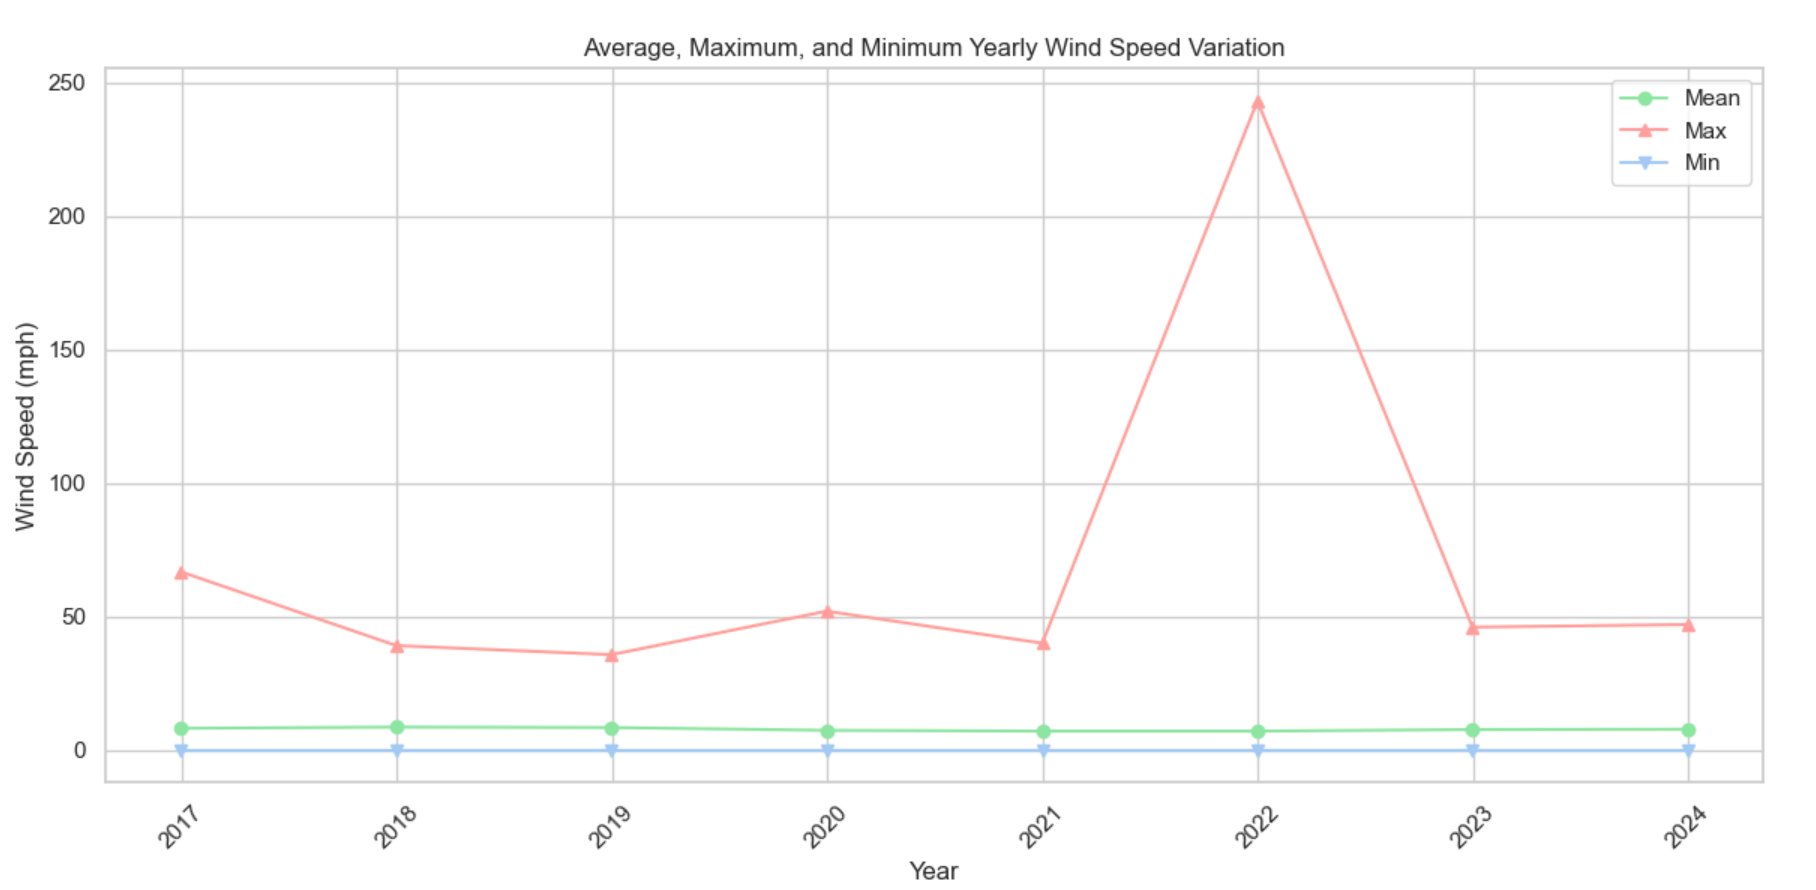 Average, Maximum, and Minimum Yearly Wind Speed Variation
250
200
150
100
50
0
Wind Speed (mph)
Mean
Max
Min
2017
2018
2019
2020
2021
2022
2023
2024
Year